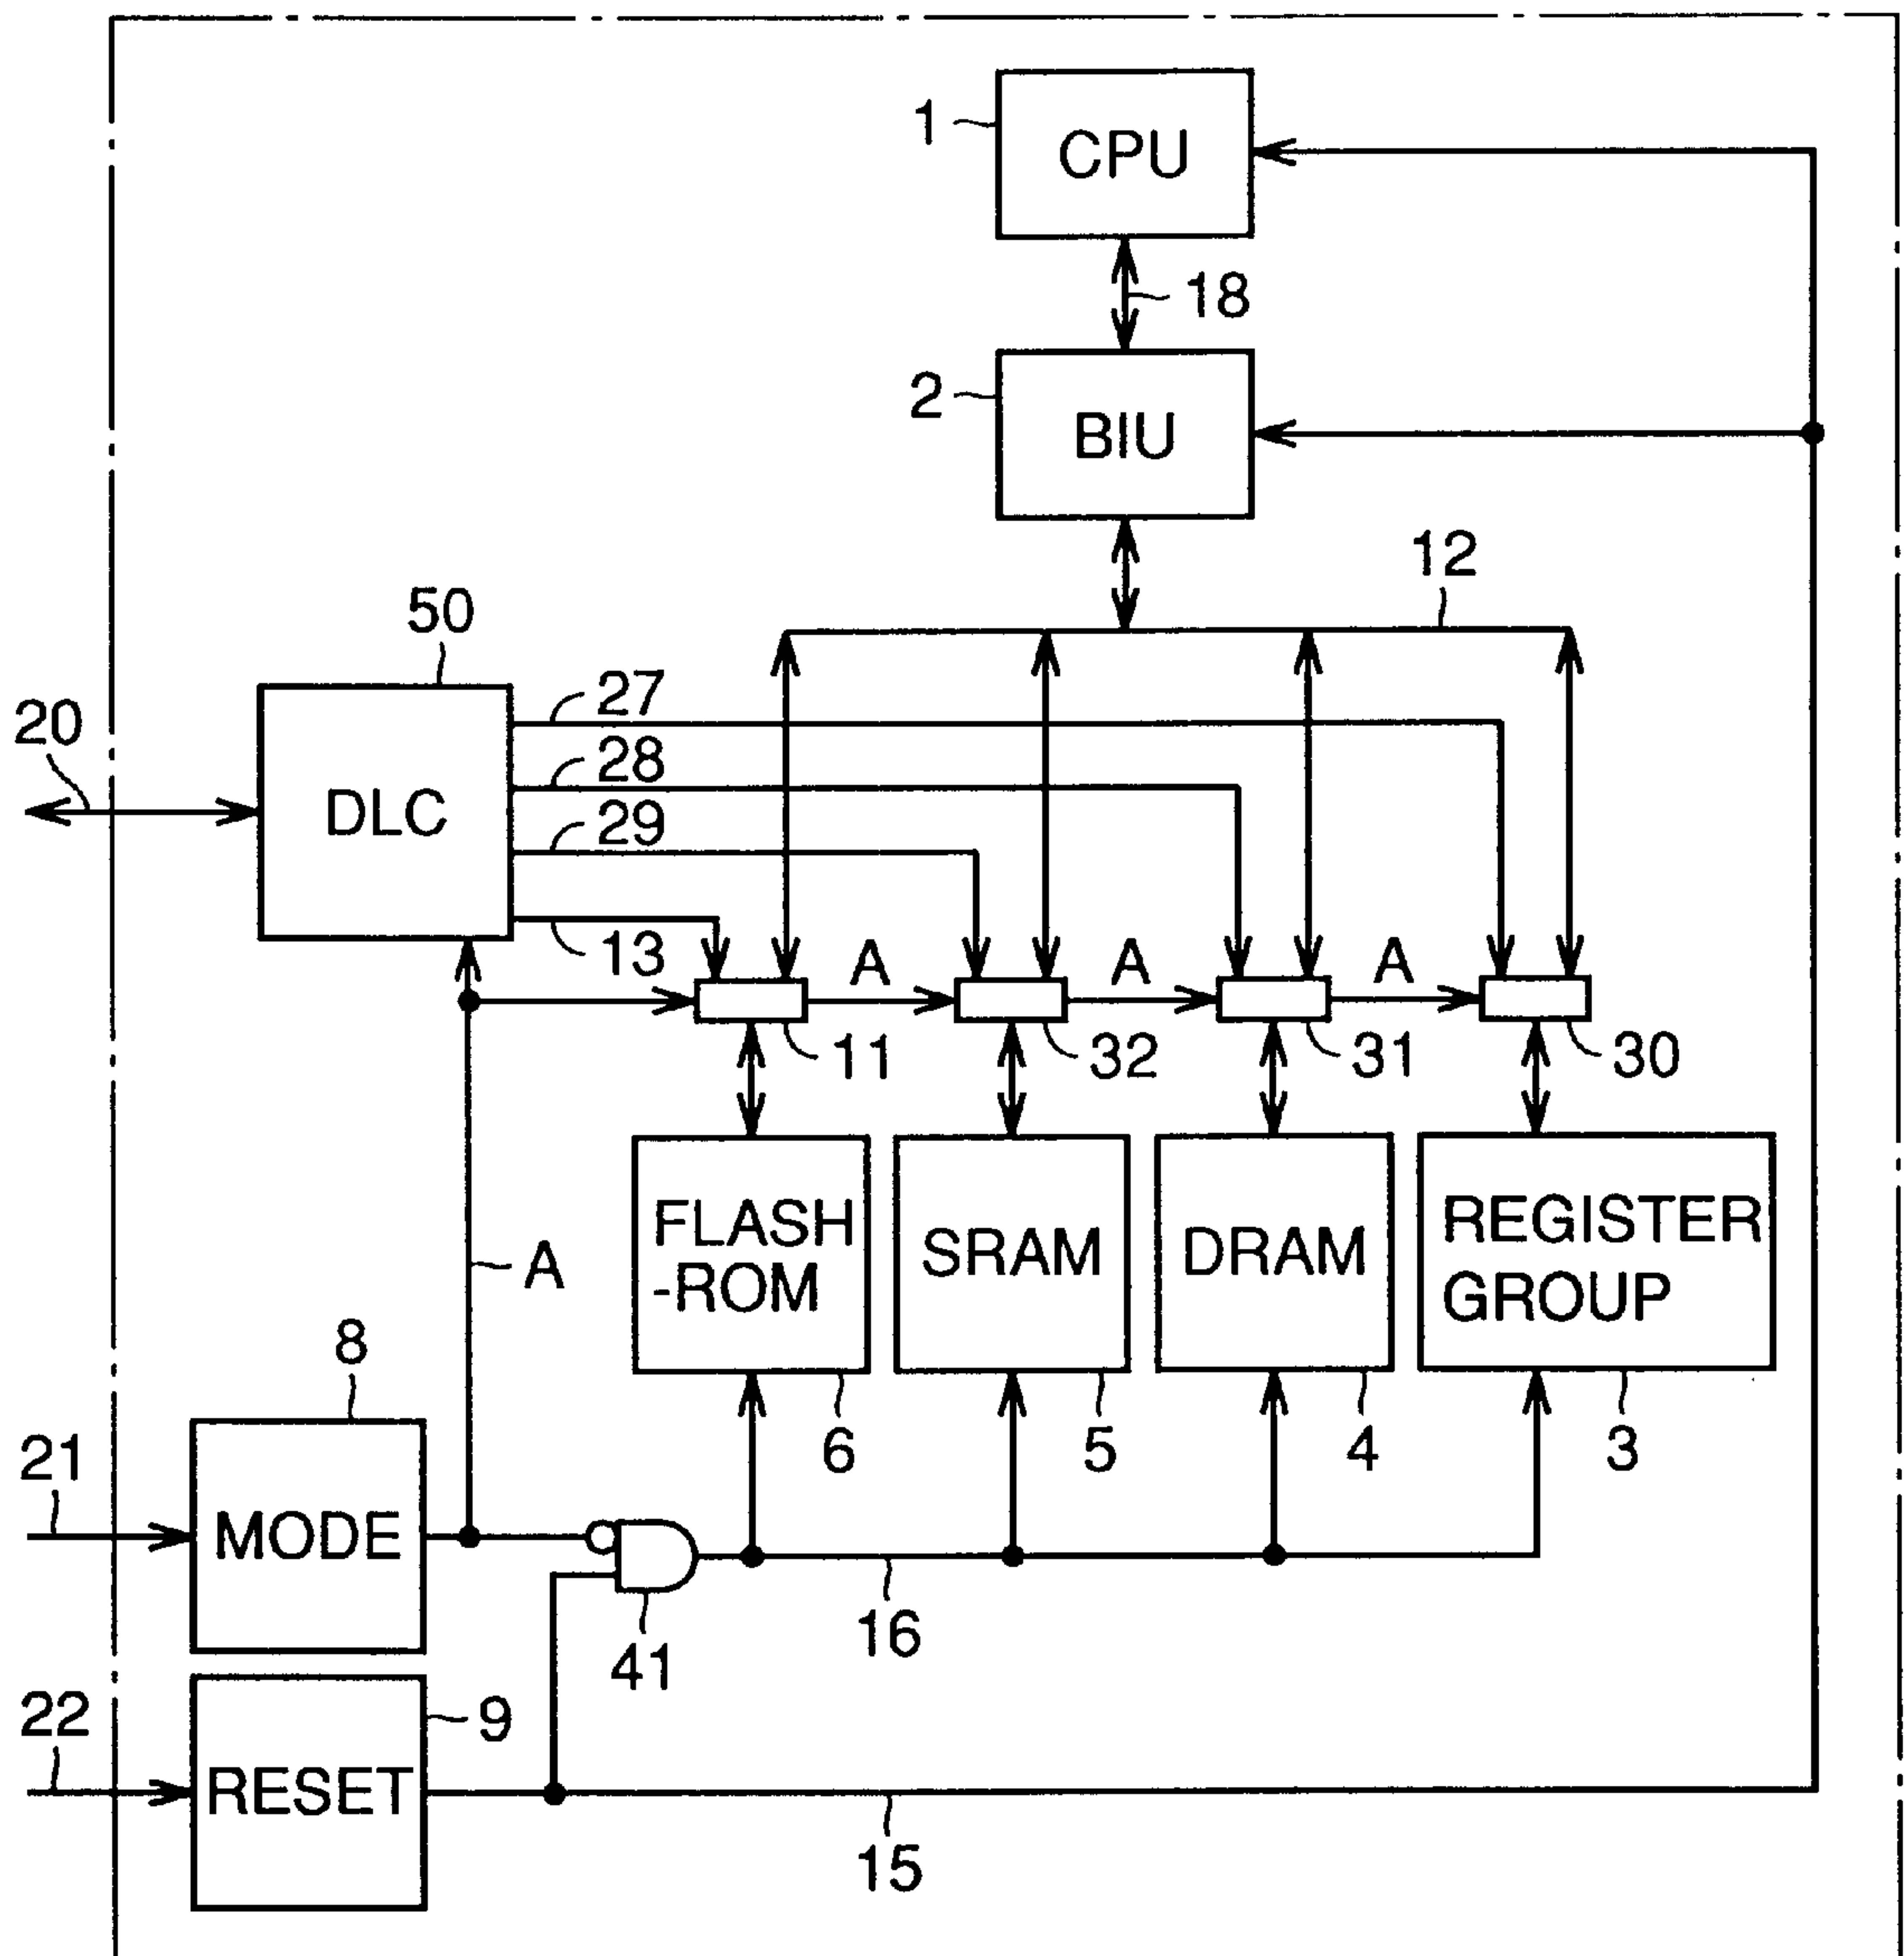 1
CPU
18
2
BIU
12
50
27
20
28
DLC
29
13
A
A
A
11
32
31
30
FLASH
-ROM
SRAM
DRAM
REGISTER
GROUP
A
8
6
5
4
3
21
MODE
16
41
22
9
RESET
15